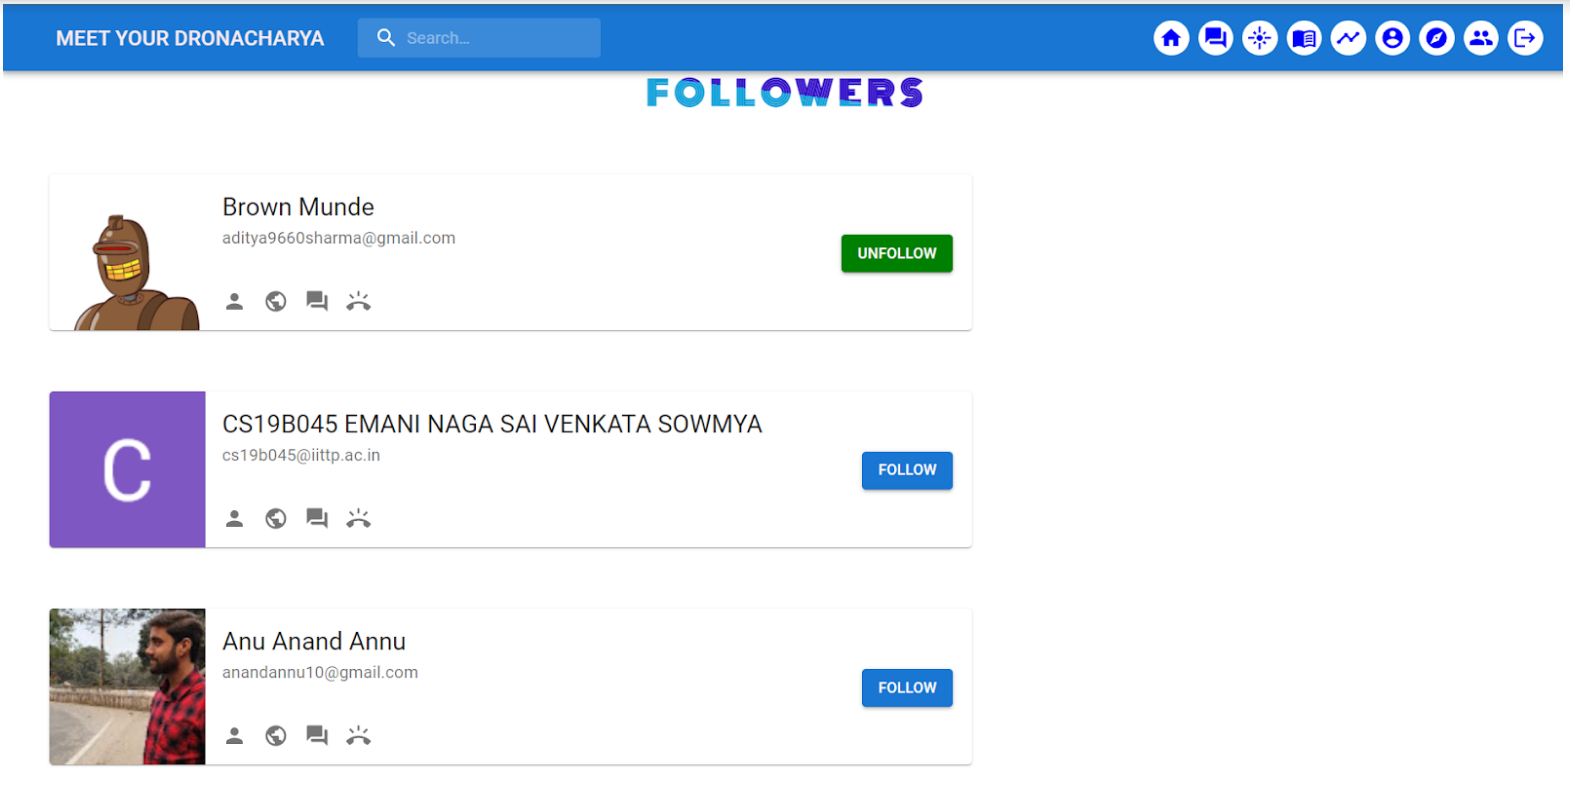 MEET YOUR DRONACHARYA
Search...
FOLLOWERS
Brown Munde
aditya9660sharma@gmail.com
UNFOLLOW
CS19B045 EMANI NAGA SAI VENKATA SOWMYA
cs19b045@iittp.ac.in
C
FOLLOW
Anu Anand Annu
anandannu10@gmail.com
FOLLOW